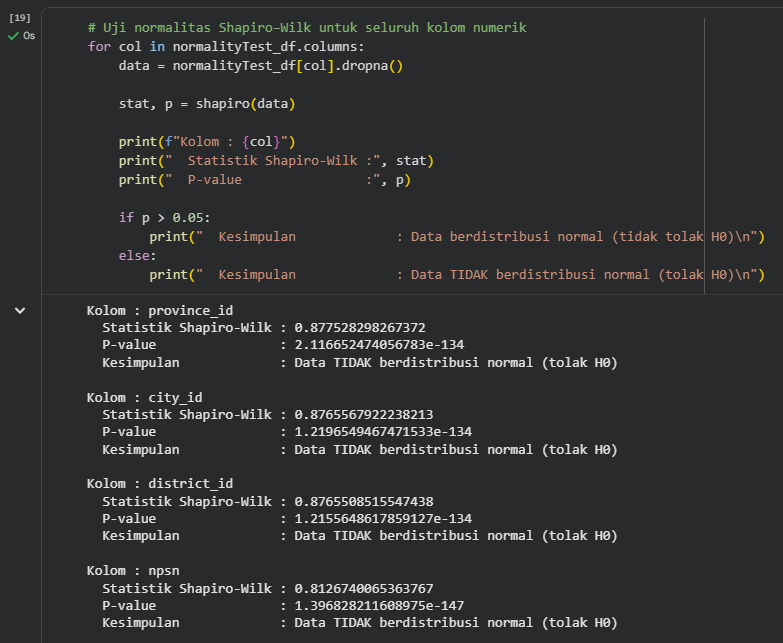 [19]
0s
# Uji normalitas Shapiro-Wilk untuk seluruh kolom numerik
for col in normalityTest_df.columns:
    data = normalityTest_df[col].dropna()

    stat, p = shapiro(data)

    print(f"Kolom : {col}")
    print("  Statistik Shapiro-Wilk :", stat)
    print("  P-value                :", p)

    if p > 0.05:
        print("  Kesimpulan             : Data berdistribusi normal (tidak tolak H0)\n")
    else:
        print("  Kesimpulan             : Data TIDAK berdistribusi normal (tolak H0)\n")
Kolom : province_id
  Statistik Shapiro-Wilk : 0.877528298267372
  P-value                : 2.116652474056783e-134
  Kesimpulan             : Data TIDAK berdistribusi normal (tolak H0)

Kolom : city_id
  Statistik Shapiro-Wilk : 0.8765567922238213
  P-value                : 1.2196549467471533e-134
  Kesimpulan             : Data TIDAK berdistribusi normal (tolak H0)

Kolom : district_id
  Statistik Shapiro-Wilk : 0.8765508515547438
  P-value                : 1.2155648617859127e-134
  Kesimpulan             : Data TIDAK berdistribusi normal (tolak H0)

Kolom : npsn
  Statistik Shapiro-Wilk : 0.8126740065363767
  P-value                : 1.396828211608975e-147
  Kesimpulan             : Data TIDAK berdistribusi normal (tolak H0)